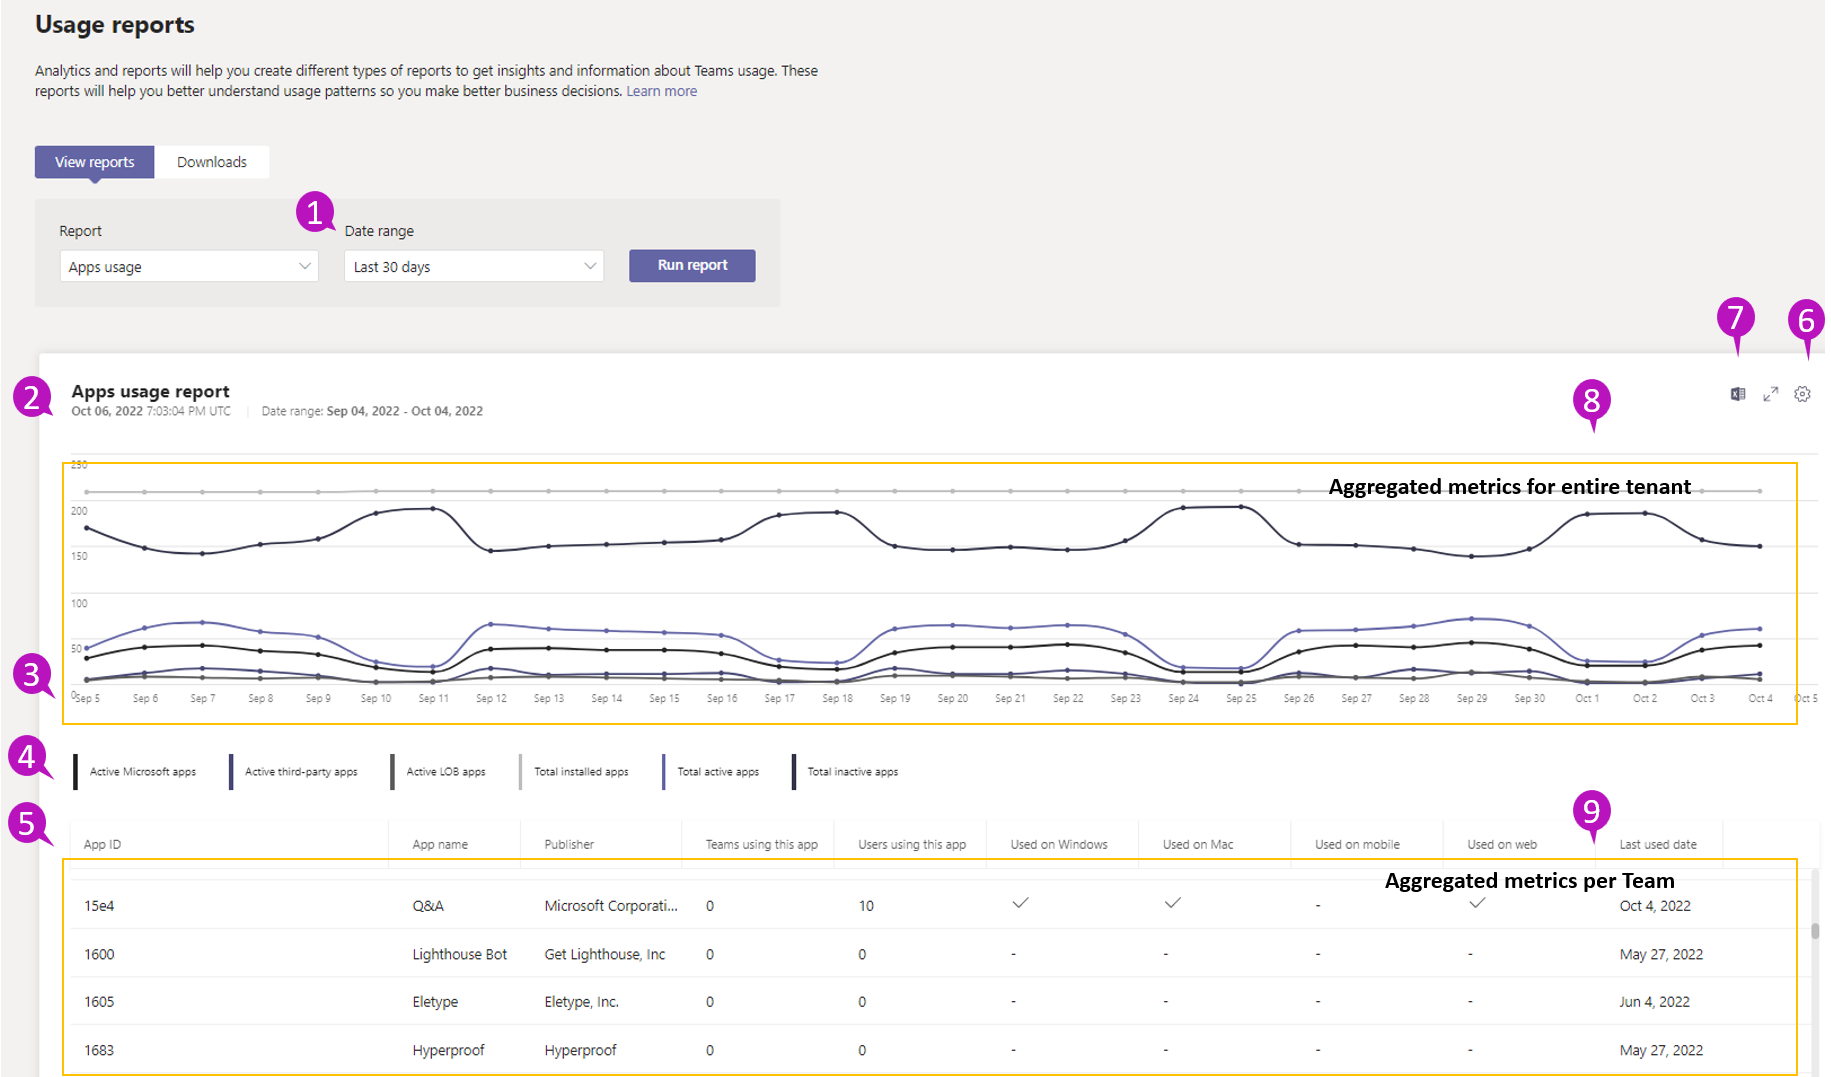 Usage reports
Analytics and reports will help you create different types of reports to get insights and information about Teams usage. These
reports will help you better understand usage patterns so you make better business decisions. Learn more
View reports Downloads
1
Report Date range
Apps usage Last 30 days Run report
7 6
2 Apps usage report 8
Oct 06, 2022 7:03:04 PM UTC | Date range: Sep 04, 2022 - Oct 04, 2022
250
Aggregated metrics for entire tenant
200
150
100
50
3
0
Sep 5 Sep 6 Sep 7 Sep 8 Sep 9 Sep 10 Sep 11 Sep 12 Sep 13 Sep 14 Sep 15 Sep 16 Sep 17 Sep 18 Sep 19 Sep 20 Sep 21 Sep 22 Sep 23 Sep 24 Sep 25 Sep 26 Sep 27 Sep 28 Sep 29 Sep 30 Oct 1 Oct 2 Oct 3 Oct 4 Oct 5
4 Active Microsoft apps Active third-party apps Active LOB apps Total installed apps Total active apps Total inactive apps
5 9
App ID App name Publisher Teams using this app Users using this app Used on Windows Used on Mac Used on mobile Used on web Last used date
Aggregated metrics per Team
15e4 Q&A Microsoft Corporati... 0 10 - Oct 4, 2022
1600 Lighthouse Bot Get Lighthouse, Inc 0 0 - - - - May 27, 2022
1605 Eletype Eletype, Inc. 0 0 - - - - Jun 4, 2022
1683 Hyperproof Hyperproof 0 0 - - - - May 27, 2022